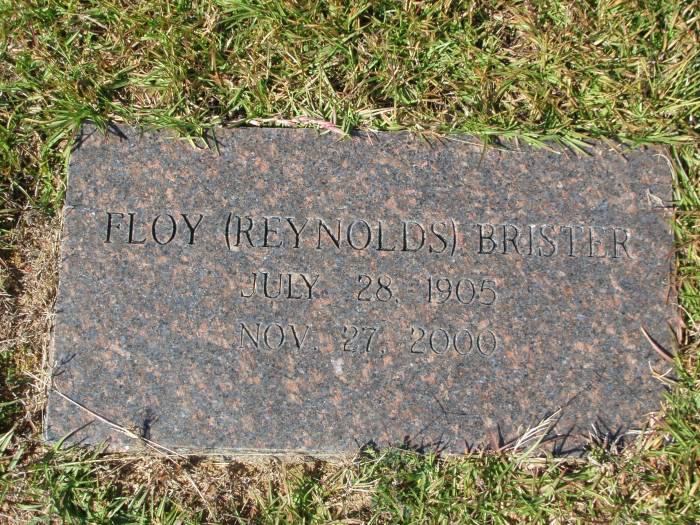 FLOY (REYNOLDS) BRISTER
JULY 28, 1905
NOV. 27, 2000